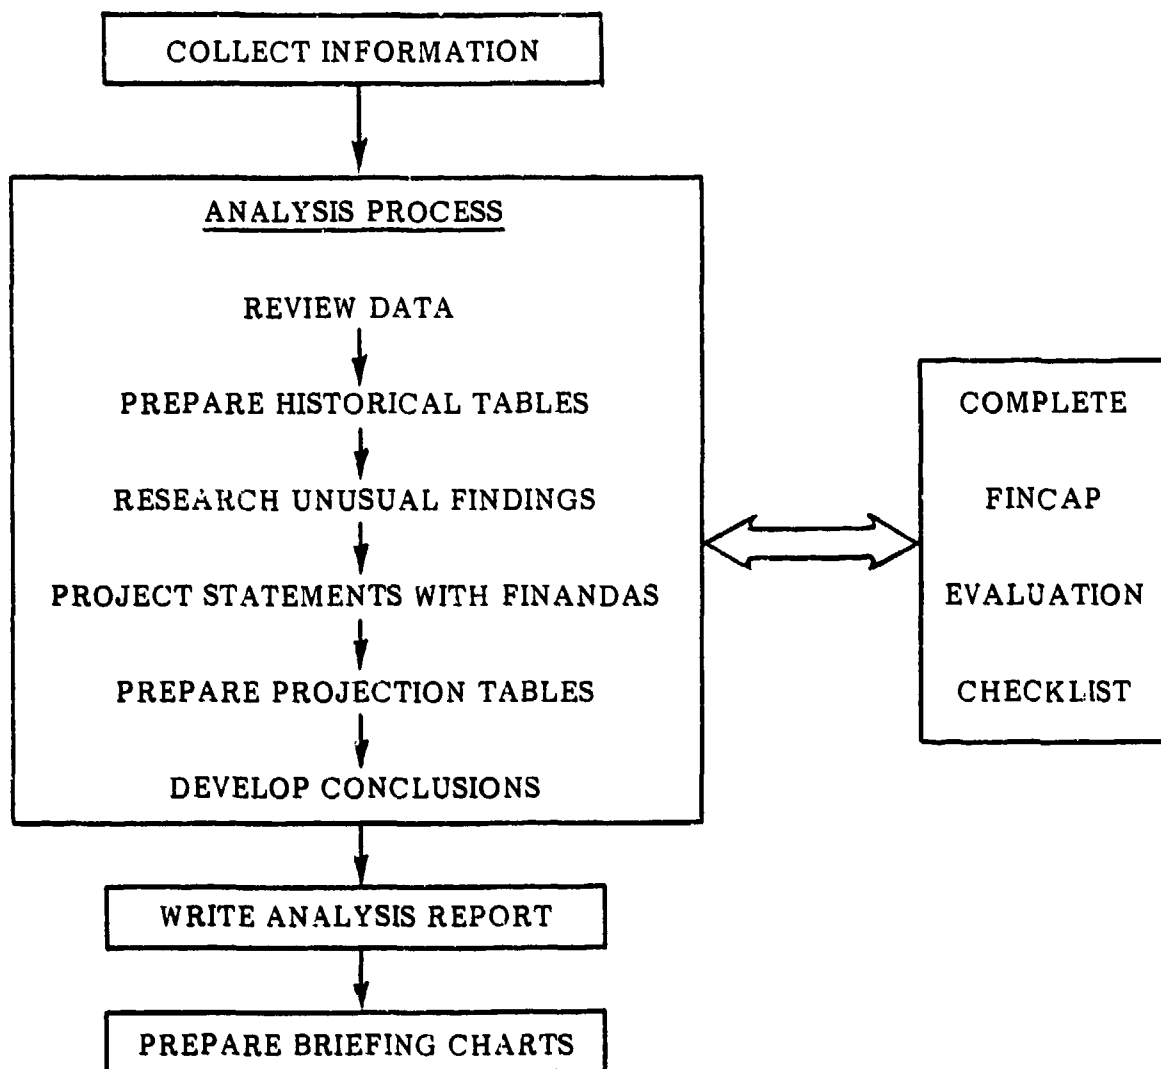 COLLECT INFORMATION
ANALYSIS PROCESS
REVIEW DATA
PREPARE HISTORICAL TABLES
RESEARCH UNUSUAL FINDINGS
PROJECT STATEMENTS WITH FINANDAS
PREPARE PROJECTION TABLES
DEVELOP CONCLUSIONS
COMPLETE
FINCAP
EVALUATION
CHECKLIST
WRITE ANALYSIS REPORT
PREPARE BRIEFING CHARTS